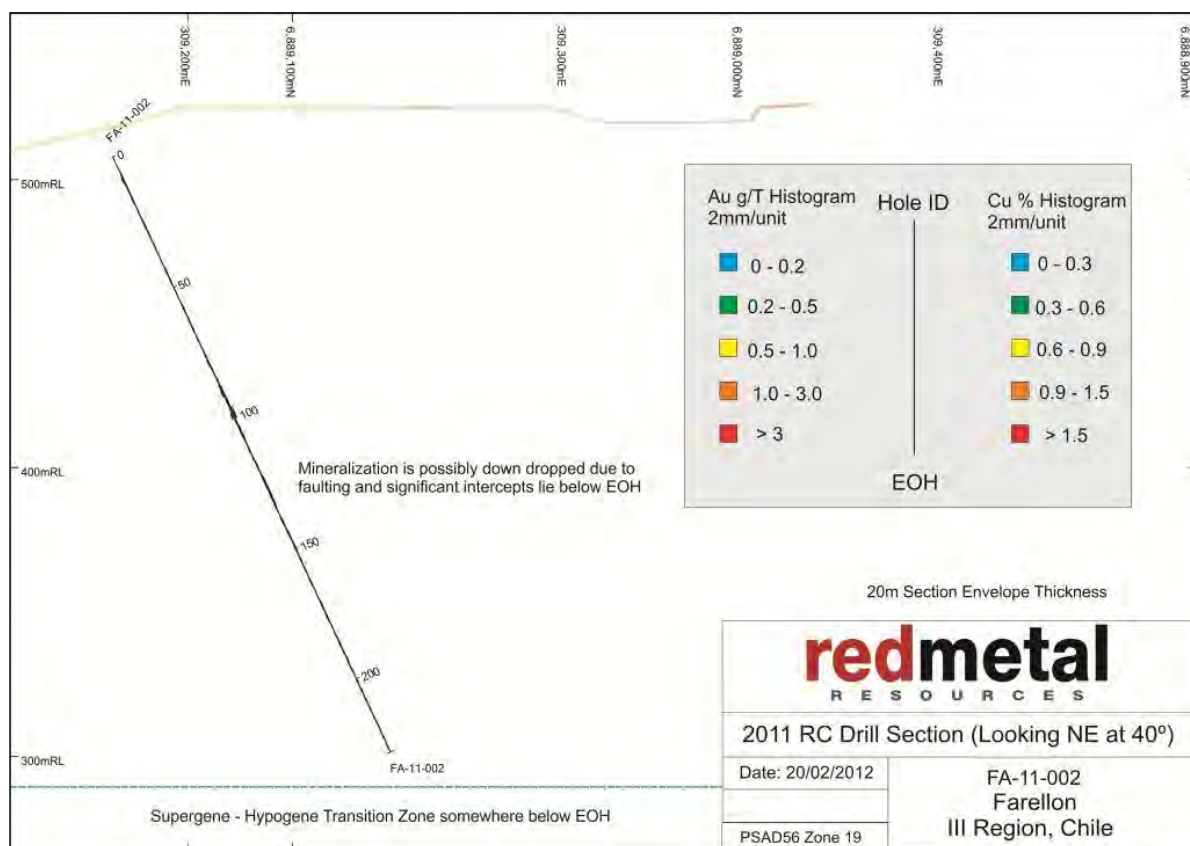 309,200mE
6,889,100mN
309,300mE
6,889,000mN
309,400mE
6,888,900mN
FA-11-002
0
500mRL
50
100
400mRL
Mineralization is possibly down dropped due to
faulting and significant intercepts lie below EOH
150
200
300mRL
FA-11-002
Supergene - Hypogene Transition Zone somewhere below EOH
Au g/T Histogram
2mm/unit
0 - 0.2
0.2 - 0.5
0.5 - 1.0
1.0 - 3.0
> 3
Hole ID
EOH
Cu % Histogram
2mm/unit
0 - 0.3
0.3 - 0.6
0.6 - 0.9
0.9 - 1.5
> 1.5
20m Section Envelope Thickness
redmetal
RESOURCES
2011 RC Drill Section (Looking NE at 40º)
Date: 20/02/2012
PSAD56 Zone 19
FA-11-002
Farellon
III Region, Chile